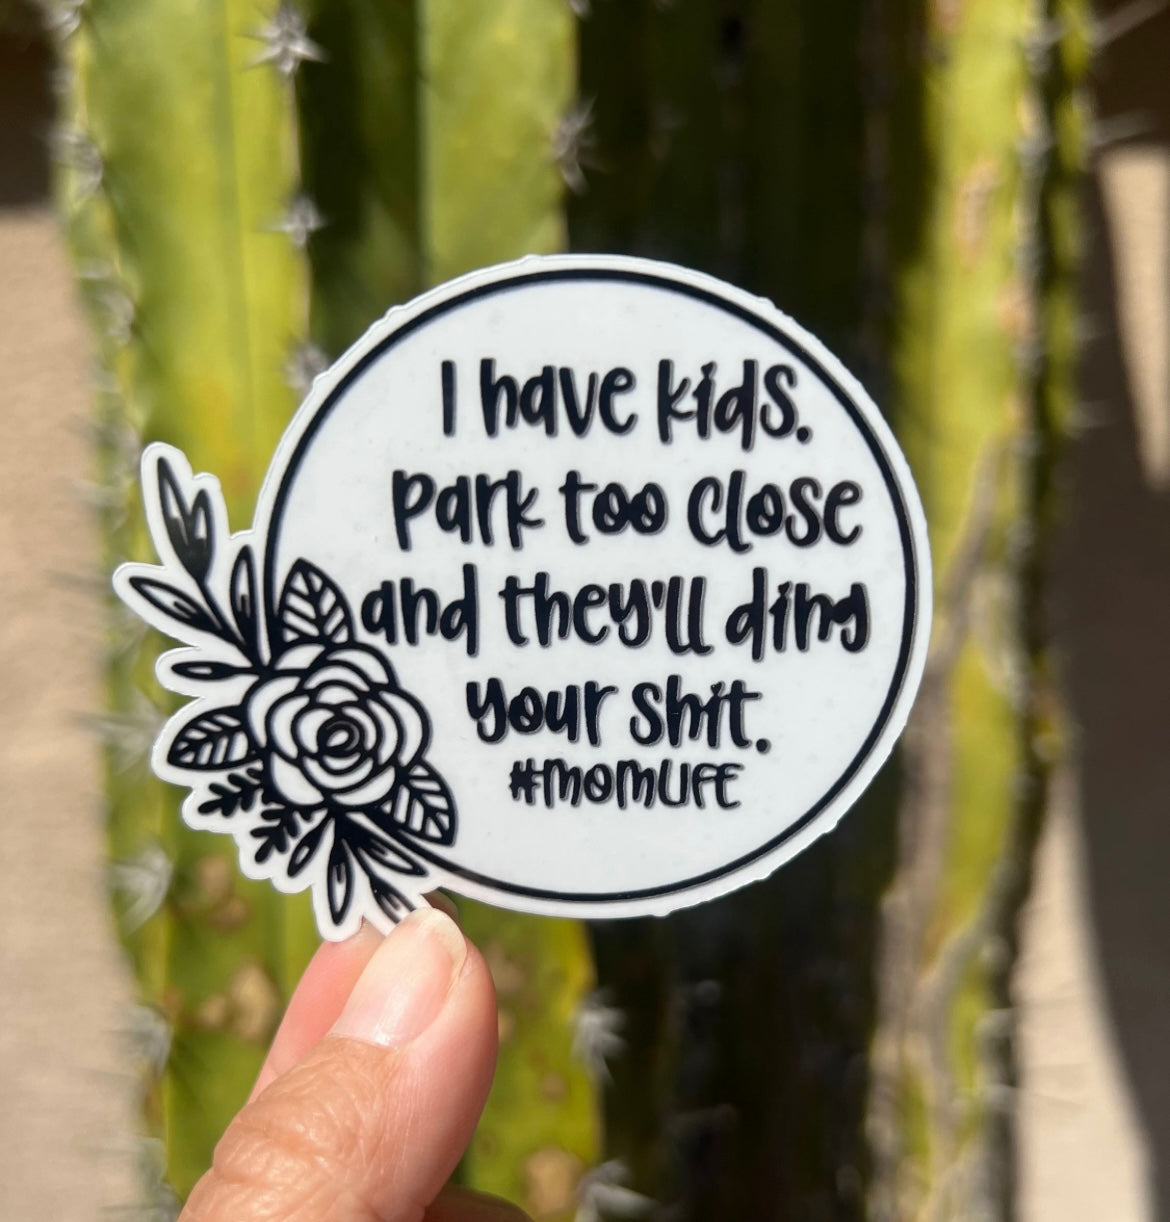 I have kids.
Park too close
and they'll ding
your shit.
#MOMLIFE